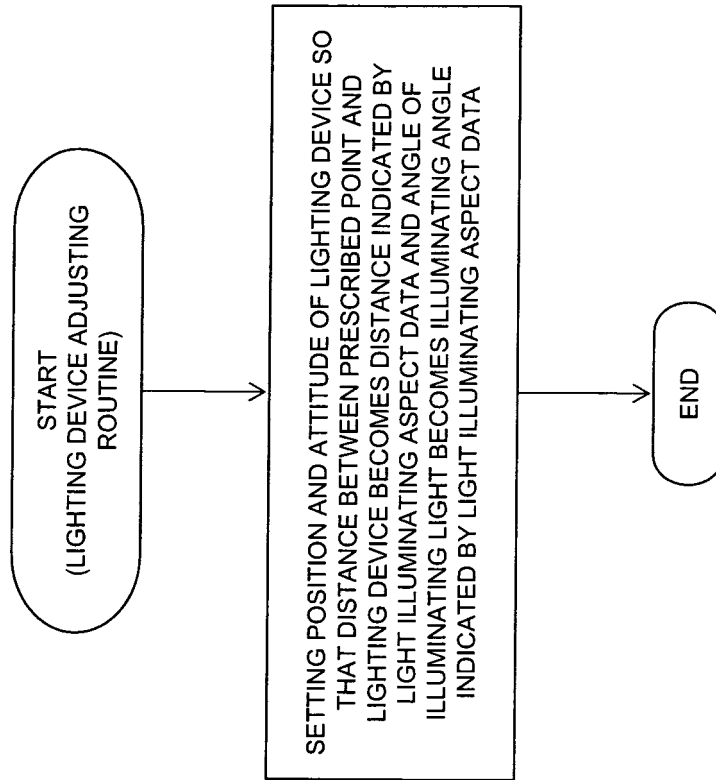 START
(LIGHTING DEVICE ADJUSTING
ROUTINE)
SETTING POSITION AND ATTITUDE OF LIGHTING DEVICE SO
THAT DISTANCE BETWEEN PRESCRIBED POINT AND
LIGHTING DEVICE BECOMES DISTANCE INDICATED BY
LIGHT ILLUMINATING ASPECT DATA AND ANGLE OF
ILLUMINATING LIGHT BECOMES ILLUMINATING ANGLE
INDICATED BY LIGHT ILLUMINATING ASPECT DATA
END